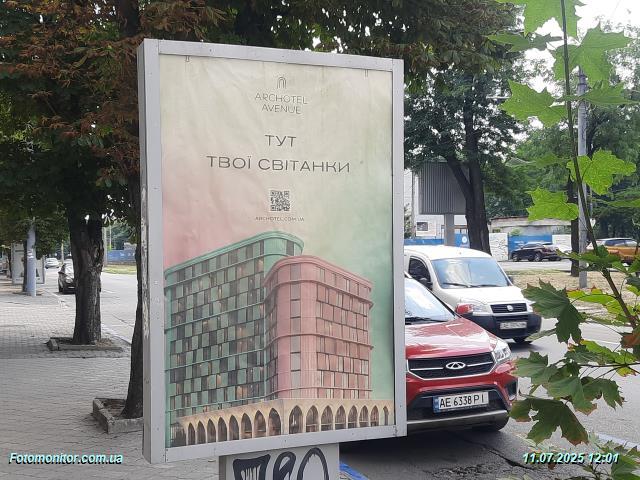 ARCHOTEL
AVENUE
ТУТ
ТВОЇ СВІТАНКИ
ARCHOTEL.COM.UA
AE 6338 PI
Fotomonitor.com.ua
11.07.2025 12:01